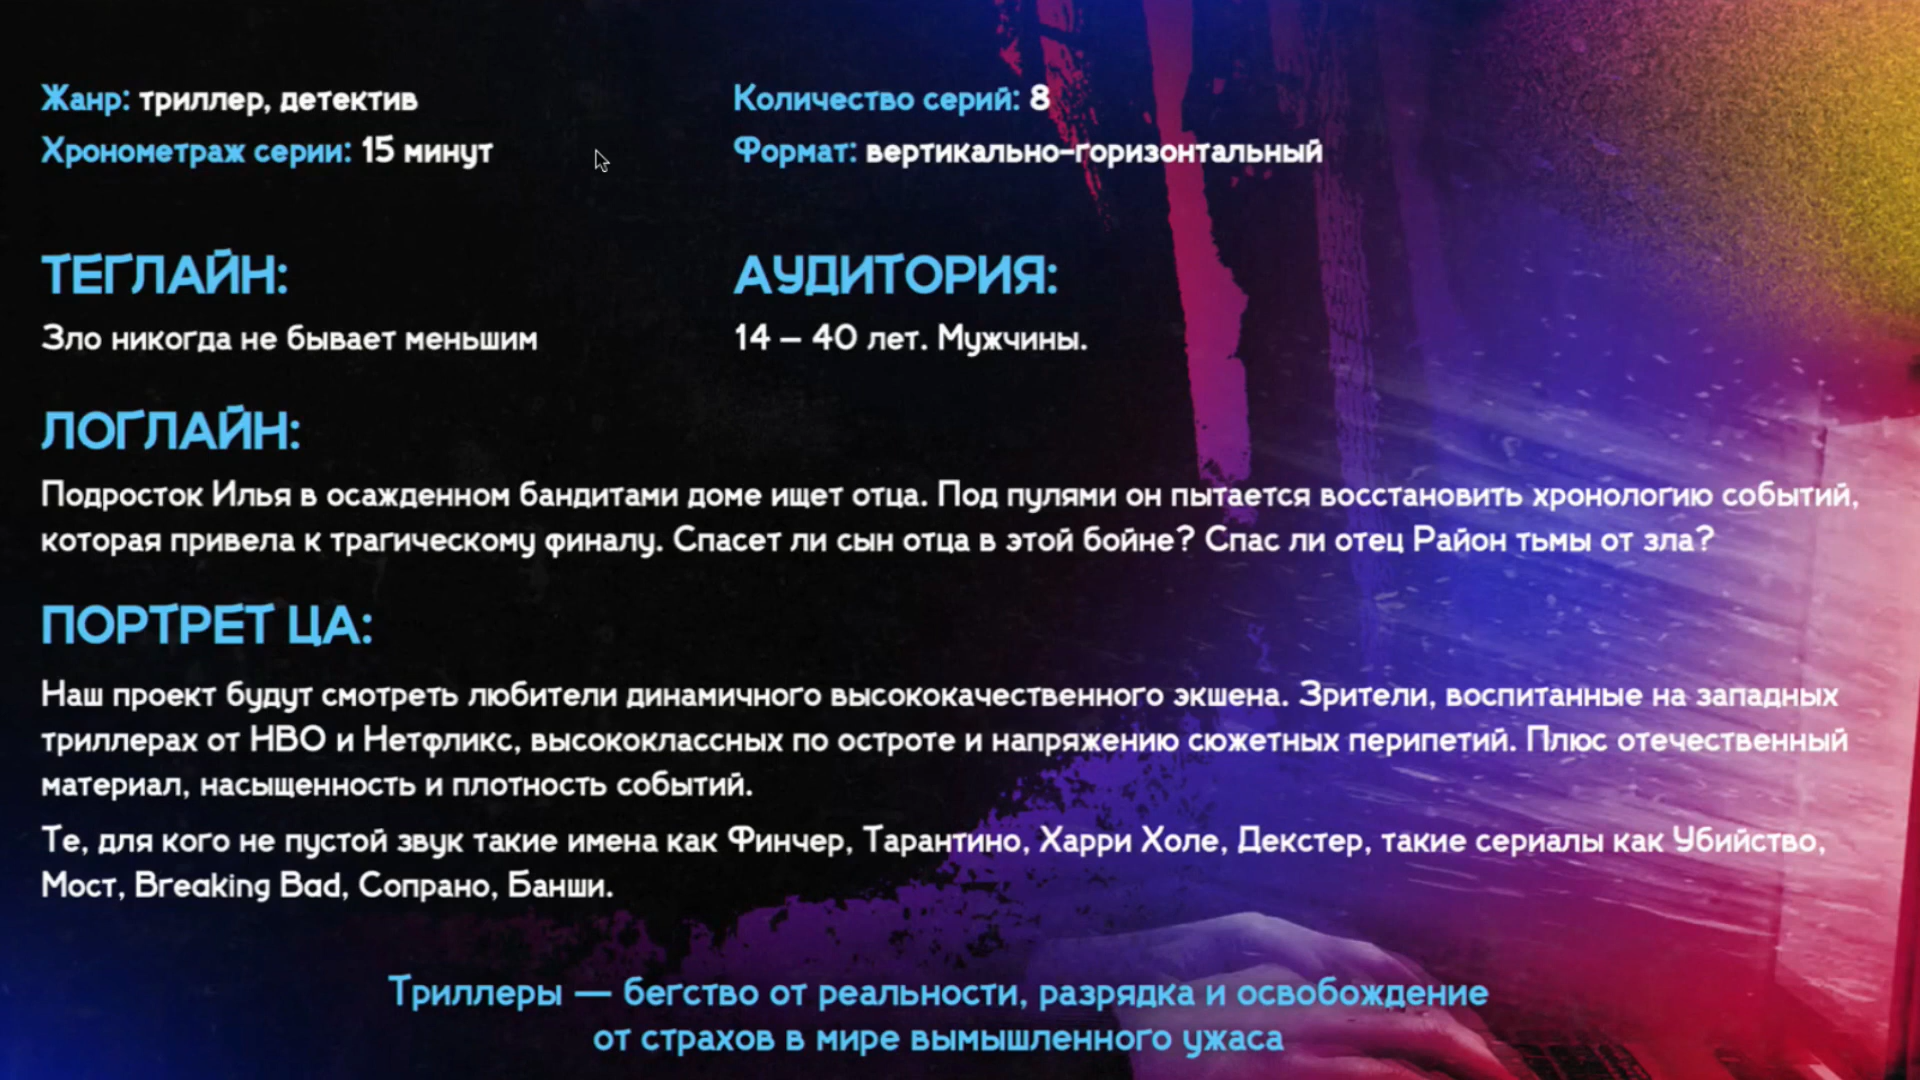 Жанр: триллер, детектив
Количество серий: 8
Хронометраж серии: 15 минут
Формат: вертикально-горизонтальный
ТЕГЛАЙН:
Зло никогда не бывает меньшим
АУДИТОРИЯ:
14 – 40 лет. Мужчины.
ЛОГЛАЙН:
Подросток Илья в осажденном бандитами доме ищет отца. Под пулями он пытается восстановить хронологию событий,
которая привела к трагическому финалу. Спасет ли сын отца в этой бойне? Спас ли отец Район тьмы от зла?
ПОРТРЕТ ЦА:
Наш проект будут смотреть любители динамичного высококачественного экшена. Зрители, воспитанные на западных
триллерах от HBO и Нетфликс, высококлассных по остроте и напряжению сюжетных перипетий. Плюс отечественный
материал, насыщенность и плотность событий.
Те, для кого не пустой звук такие имена как Финчер, Тарантино, Харри Холе, Декстер, такие сериалы как Убийство,
Мост, Breaking Bad, Сопрано, Банши.
Триллеры — бегство от реальности, разрядка и освобождение
от страхов в мире вымышленного ужаса